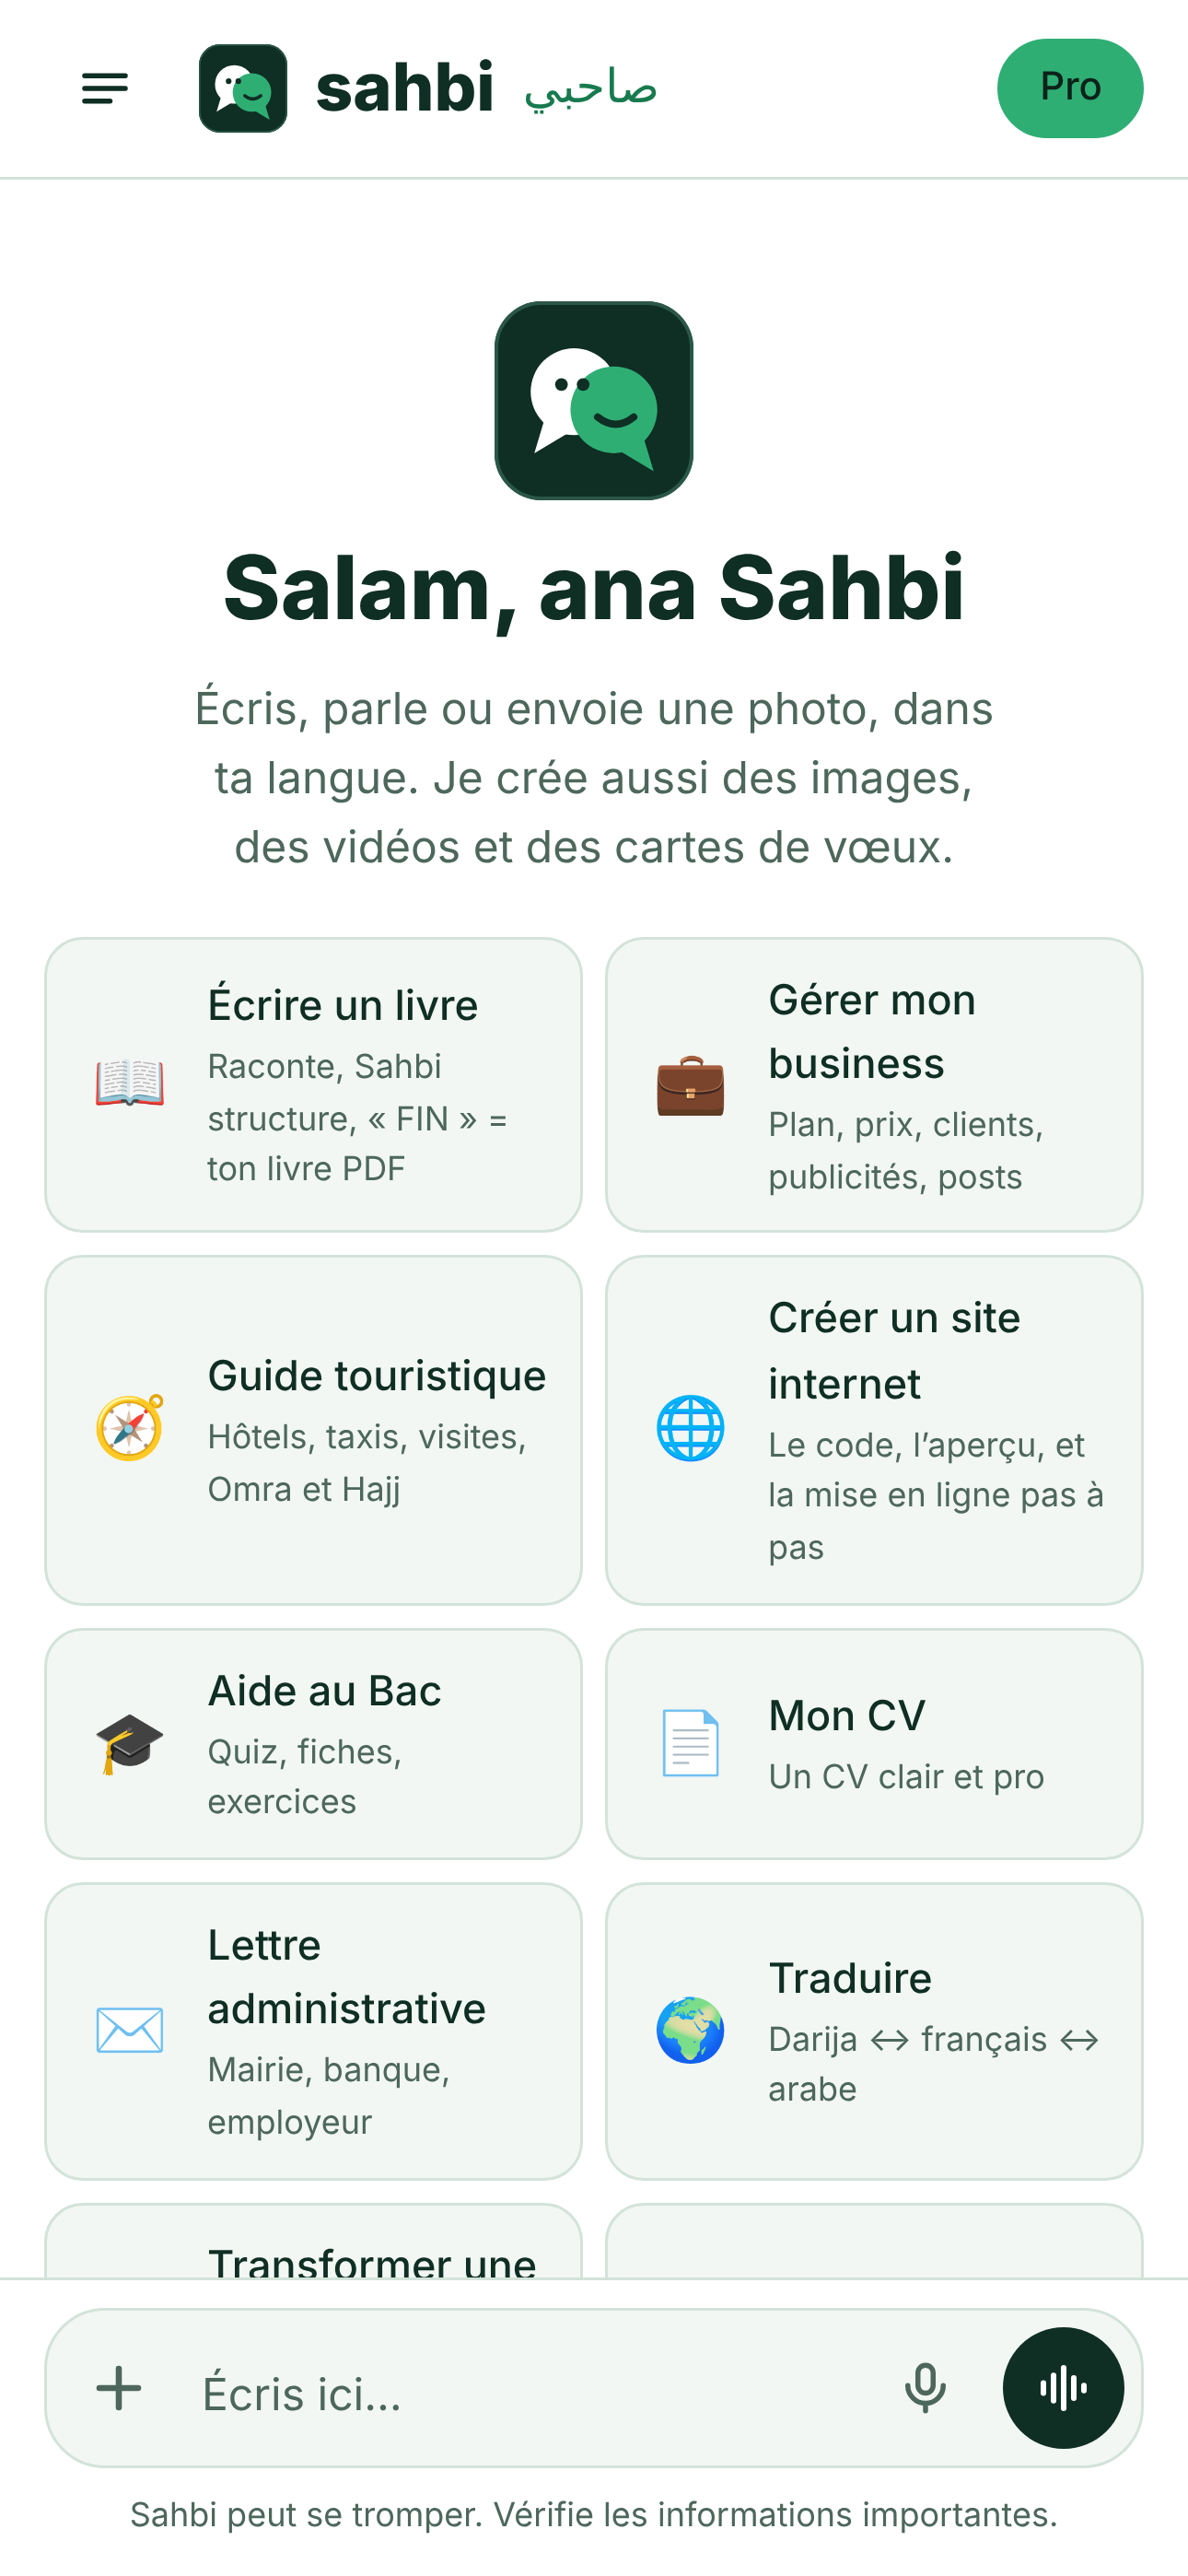 sahbi صاحبي
Pro
Salam, ana Sahbi
Écris, parle ou envoie une photo, dans
ta langue. Je crée aussi des images,
des vidéos et des cartes de vœux.
Écrire un livre
Raconte, Sahbi
structure, « FIN » =
ton livre PDF
Gérer mon
business
Plan, prix, clients,
publicités, posts
Guide touristique
Hôtels, taxis, visites,
Omra et Hajj
Créer un site
internet
Le code, l’aperçu, et
la mise en ligne pas à
pas
Aide au Bac
Quiz, fiches,
exercices
Mon CV
Un CV clair et pro
Lettre
administrative
Mairie, banque,
employeur
Traduire
Darija ↔ français ↔
arabe
Transformer une
Écris ici...
Sahbi peut se tromper. Vérifie les informations importantes.